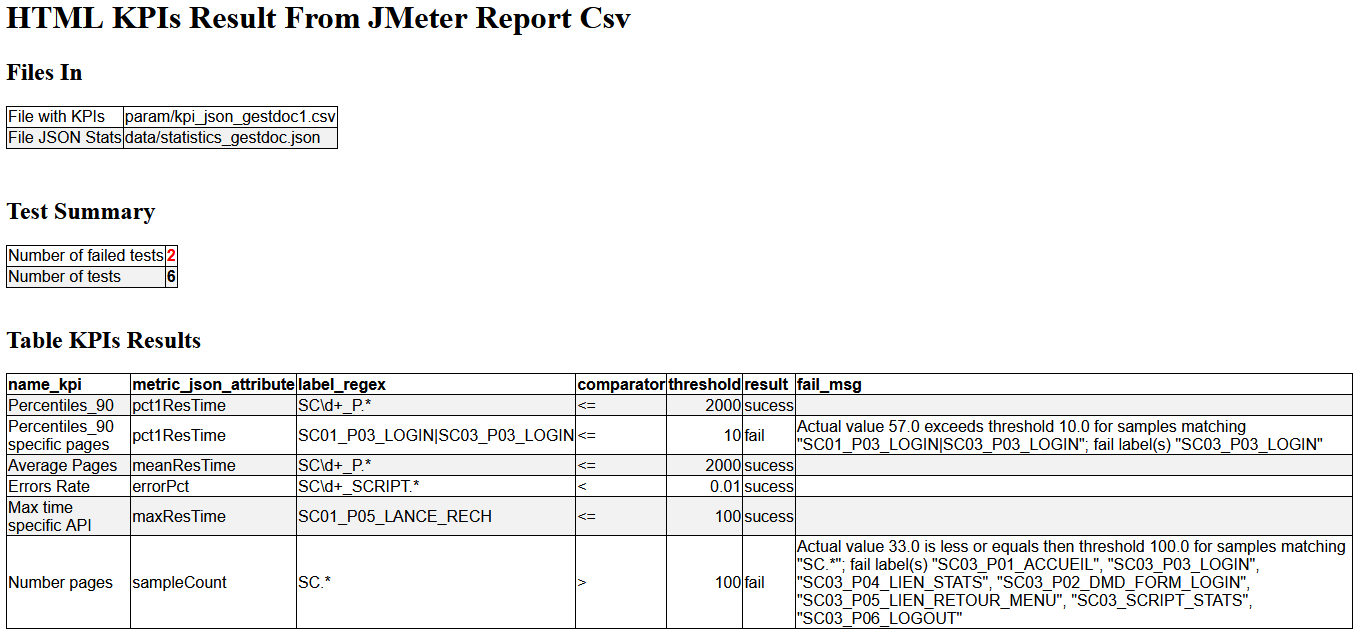 HTML KPIs Result From JMeter Report Csv
Files In
File with KPIs param/kpi_json_gestdoc1.csv
File JSON Stats data/statistics_gestdoc.json
Test Summary
Number of failed tests 2
Number of tests 6
Table KPIs Results
name_kpi metric_json_attribute label_regex comparator threshold result fail_msg
Percentiles_90 pct1ResTime SC\d+_P.* <= 2000 sucess
Percentiles_90 specific pages pct1ResTime SC01_P03_LOGIN|SC03_P03_LOGIN <= 10 fail Actual value 57.0 exceeds threshold 10.0 for samples matching
"SC01_P03_LOGIN|SC03_P03_LOGIN"; fail label(s) "SC03_P03_LOGIN"
Average Pages meanResTime SC\d+_P.* <= 2000 sucess
Errors Rate errorPct SC\d+_SCRIPT.* < 0.01 sucess
Max time specific API maxResTime SC01_P05_LANCE_RECH <= 100 sucess
Number pages sampleCount SC.* > 100 fail Actual value 33.0 is less or equals then threshold 100.0 for samples matching
"SC.*"; fail label(s) "SC03_P01_ACCUEIL", "SC03_P03_LOGIN",
"SC03_P04_LIEN_STATS", "SC03_P02_DMD_FORM_LOGIN",
"SC03_P05_LIEN_RETOUR_MENU", "SC03_SCRIPT_STATS",
"SC03_P06_LOGOUT"